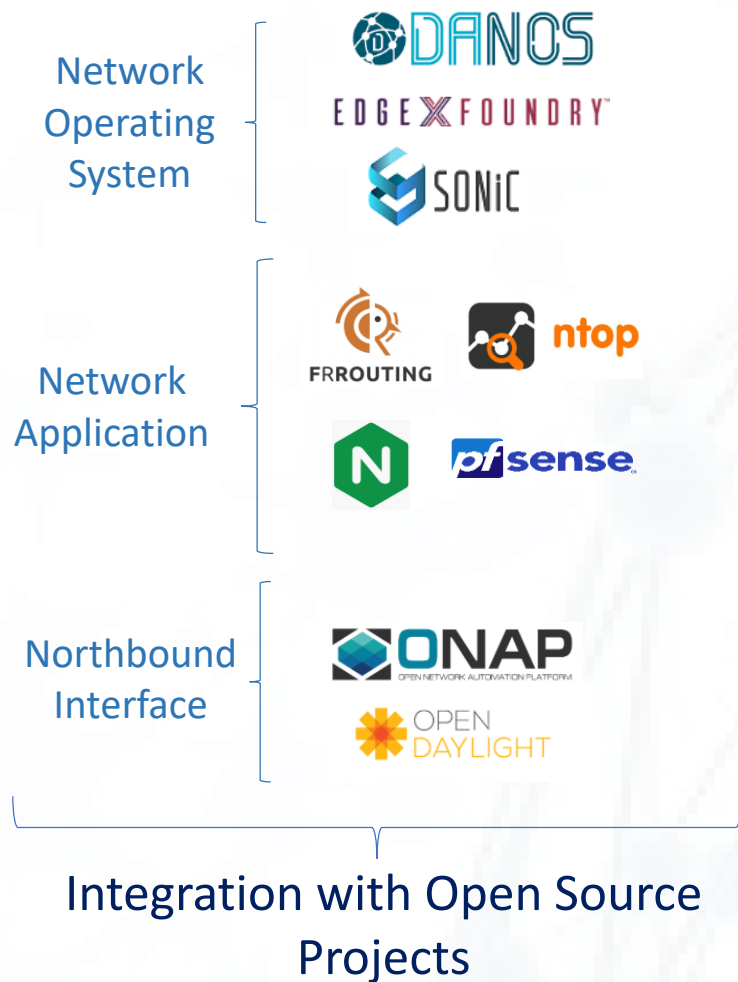 Network
Operating
System
DANOS
EDGE X FOUNDRY™
SONiC
Network
Application
FRROUTING
ntop
N
pfsense
Northbound
Interface
ONAP
OPEN NETWORK AUTOMATION PLATFORM
OPEN
DAYLIGHT
Integration with Open Source
Projects